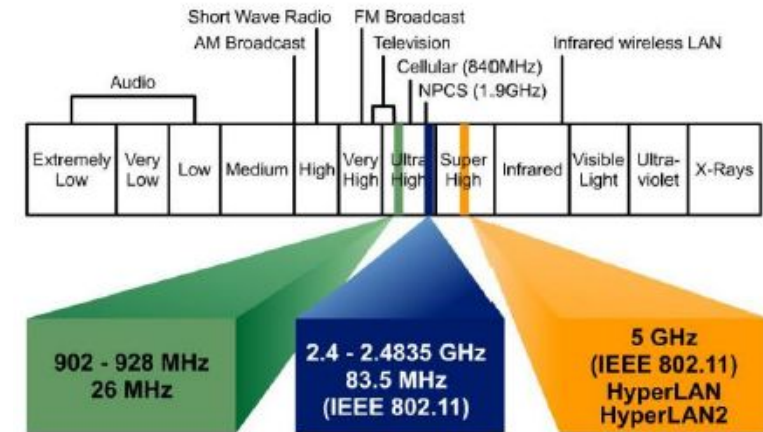 Short Wave Radio
FM Broadcast
AM Broadcast
Television
Infrared wireless LAN
Cellular (840MHz)
Audio
NPCS (1.9GHz)
Extremely
Low
Very
Low
Low
Medium
High
Very
High
Ultra
High
Super
High
Infrared
Visible
Light
Ultra-
violet
X-Rays
902 - 928 MHz
26 MHz
2.4 - 2.4835 GHz
83.5 MHz
(IEEE 802.11)
5 GHz
(IEEE 802.11)
HyperLAN
HyperLAN2